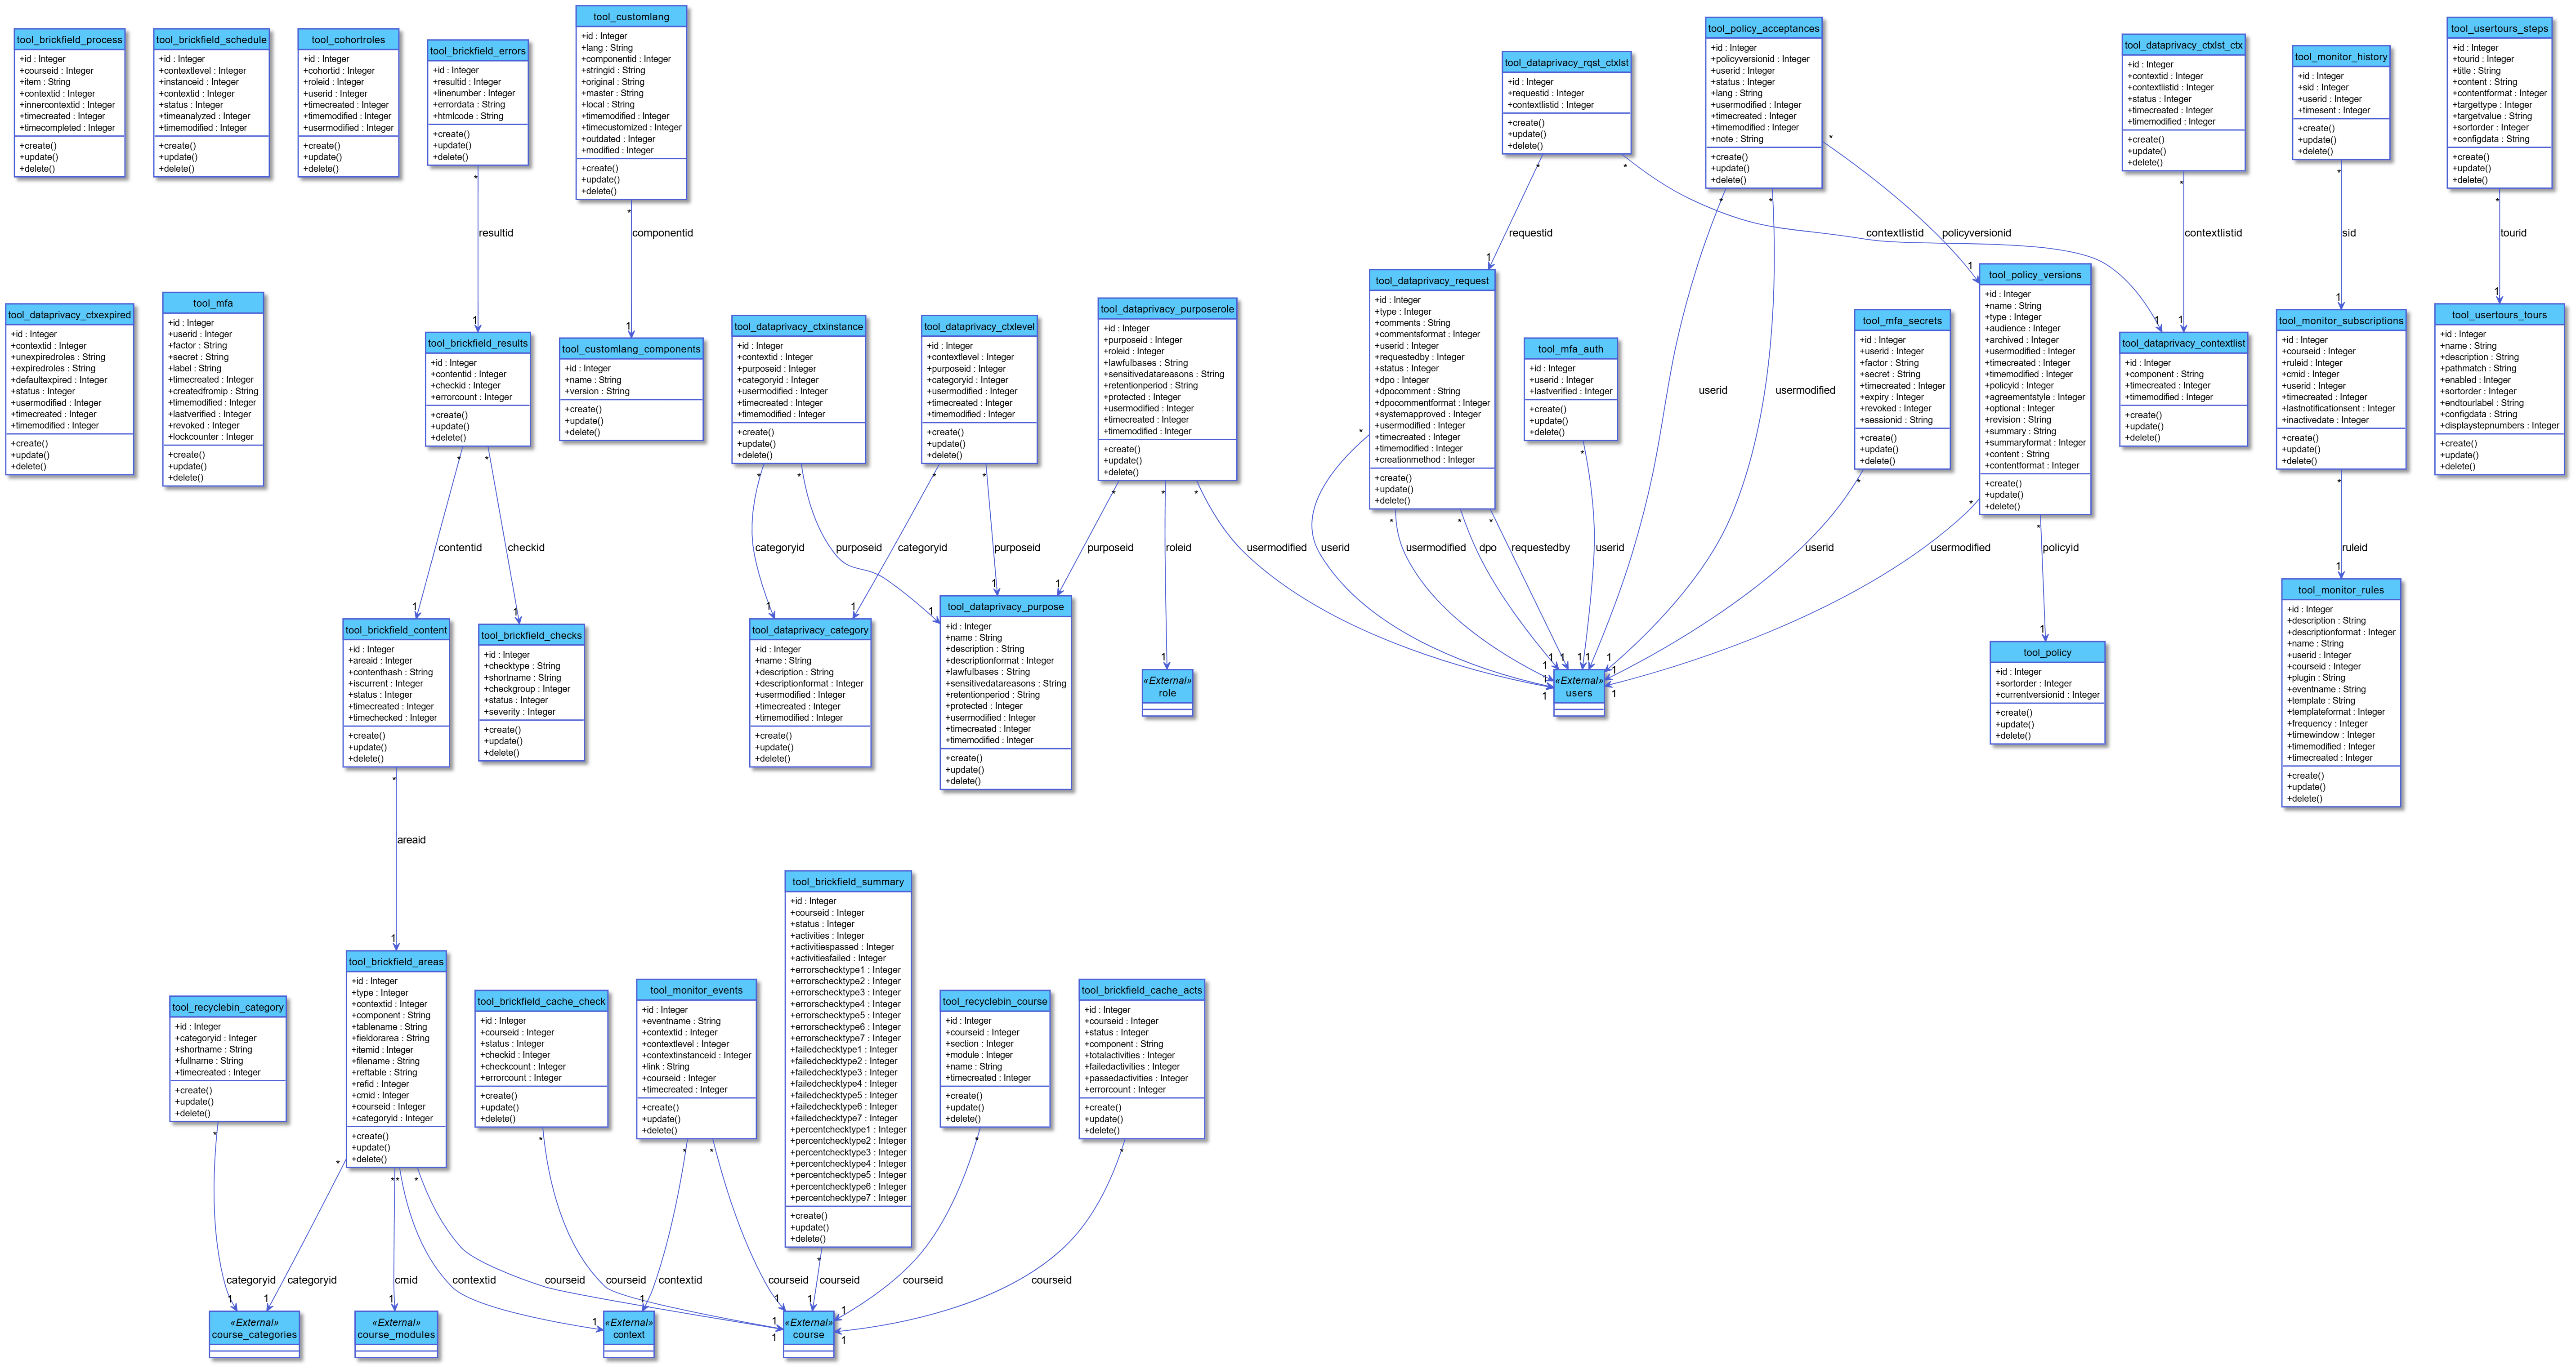 tool_brickfield_process
+id : Integer
+courseid : Integer
+item : String
+contextid : Integer
+innercontextid : Integer
+timecreated : Integer
+timecompleted : Integer
+create()
+update()
+delete()
tool_brickfield_schedule
+id : Integer
+contextlevel : Integer
+instanceid : Integer
+contextid : Integer
+status : Integer
+timeanalyzed : Integer
+timemodified : Integer
+create()
+update()
+delete()
tool_cohortroles
+id : Integer
+cohortid : Integer
+roleid : Integer
+userid : Integer
+timecreated : Integer
+timemodified : Integer
+usermodified : Integer
+create()
+update()
+delete()
tool_brickfield_errors
+id : Integer
+resultid : Integer
+linenumber : Integer
+errordata : String
+htmlcode : String
+create()
+update()
+delete()
*
resultid
1
tool_customlang
+id : Integer
+lang : String
+componentid : Integer
+stringid : String
+original : String
+master : String
+local : String
+timemodified : Integer
+timecustomized : Integer
+outdated : Integer
+modified : Integer
+create()
+update()
+delete()
*
componentid
1
tool_dataprivacy_rqst_ctxlst
+id : Integer
+requestid : Integer
+contextlistid : Integer
+create()
+update()
+delete()
*
*
requestid
1
contextlistid
1
tool_policy_acceptances
+id : Integer
+policyversionid : Integer
+userid : Integer
+status : Integer
+lang : String
+usermodified : Integer
+timecreated : Integer
+timemodified : Integer
+note : String
+create()
+update()
+delete()
*
*
*
policyversionid
1
userid
usermodified
tool_dataprivacy_ctxlst_ctx
+id : Integer
+contextid : Integer
+contextlistid : Integer
+status : Integer
+timecreated : Integer
+timemodified : Integer
+create()
+update()
+delete()
*
contextlistid
1
tool_monitor_history
+id : Integer
+sid : Integer
+userid : Integer
+timesent : Integer
+create()
+update()
+delete()
*
sid
1
tool_usertours_steps
+id : Integer
+tourid : Integer
+title : String
+content : String
+contentformat : Integer
+targettype : Integer
+targetvalue : String
+sortorder : Integer
+configdata : String
+create()
+update()
+delete()
*
tourid
1
tool_dataprivacy_ctxexpired
+id : Integer
+contextid : Integer
+unexpiredroles : String
+expiredroles : String
+defaultexpired : Integer
+status : Integer
+usermodified : Integer
+timecreated : Integer
+timemodified : Integer
+create()
+update()
+delete()
tool_mfa
+id : Integer
+userid : Integer
+factor : String
+secret : String
+label : String
+timecreated : Integer
+createdfromip : String
+timemodified : Integer
+lastverified : Integer
+revoked : Integer
+lockcounter : Integer
+create()
+update()
+delete()
tool_brickfield_results
+id : Integer
+contentid : Integer
+checkid : Integer
+errorcount : Integer
+create()
+update()
+delete()
*
*
contentid
checkid
1
1
tool_customlang_components
+id : Integer
+name : String
+version : String
+create()
+update()
+delete()
tool_dataprivacy_ctxinstance
+id : Integer
+contextid : Integer
+purposeid : Integer
+categoryid : Integer
+usermodified : Integer
+timecreated : Integer
+timemodified : Integer
+create()
+update()
+delete()
*
*
categoryid
purposeid
1
1
tool_dataprivacy_ctxlevel
+id : Integer
+contextlevel : Integer
+purposeid : Integer
+categoryid : Integer
+usermodified : Integer
+timecreated : Integer
+timemodified : Integer
+create()
+update()
+delete()
*
*
categoryid
purposeid
1
1
tool_dataprivacy_purposerole
+id : Integer
+purposeid : Integer
+roleid : Integer
+lawfulbases : String
+sensitivedatareasons : String
+retentionperiod : String
+protected : Integer
+usermodified : Integer
+timecreated : Integer
+timemodified : Integer
+create()
+update()
+delete()
*
*
*
purposeid
roleid
usermodified
1
1
1
tool_dataprivacy_request
+id : Integer
+type : Integer
+comments : String
+commentsformat : Integer
+userid : Integer
+requestedby : Integer
+status : Integer
+dpo : Integer
+dpocomment : String
+dpocommentformat : Integer
+systemapproved : Integer
+usermodified : Integer
+timecreated : Integer
+timemodified : Integer
+creationmethod : Integer
+create()
+update()
+delete()
*
*
*
*
userid
usermodified
dpo
requestedby
1
1
1
1
tool_mfa_auth
+id : Integer
+userid : Integer
+lastverified : Integer
+create()
+update()
+delete()
*
userid
1
1
1
tool_mfa_secrets
+id : Integer
+userid : Integer
+factor : String
+secret : String
+timecreated : Integer
+expiry : Integer
+revoked : Integer
+sessionid : String
+create()
+update()
+delete()
*
userid
1
tool_policy_versions
+id : Integer
+name : String
+type : Integer
+audience : Integer
+archived : Integer
+usermodified : Integer
+timecreated : Integer
+timemodified : Integer
+policyid : Integer
+agreementstyle : Integer
+optional : Integer
+revision : String
+summary : String
+summaryformat : Integer
+content : String
+contentformat : Integer
+create()
+update()
+delete()
*
*
usermodified
policyid
1
1
tool_dataprivacy_contextlist
+id : Integer
+component : String
+timecreated : Integer
+timemodified : Integer
+create()
+update()
+delete()
tool_monitor_subscriptions
+id : Integer
+courseid : Integer
+ruleid : Integer
+cmid : Integer
+userid : Integer
+timecreated : Integer
+lastnotificationsent : Integer
+inactivedate : Integer
+create()
+update()
+delete()
*
ruleid
1
tool_usertours_tours
+id : Integer
+name : String
+description : String
+pathmatch : String
+enabled : Integer
+sortorder : Integer
+endtourlabel : String
+configdata : String
+displaystepnumbers : Integer
+create()
+update()
+delete()
tool_brickfield_content
+id : Integer
+areaid : Integer
+contenthash : String
+iscurrent : Integer
+status : Integer
+timecreated : Integer
+timechecked : Integer
+create()
+update()
+delete()
*
areaid
1
tool_brickfield_checks
+id : Integer
+checktype : String
+shortname : String
+checkgroup : Integer
+status : Integer
+severity : Integer
+create()
+update()
+delete()
tool_dataprivacy_category
+id : Integer
+name : String
+description : String
+descriptionformat : Integer
+usermodified : Integer
+timecreated : Integer
+timemodified : Integer
+create()
+update()
+delete()
tool_dataprivacy_purpose
+id : Integer
+name : String
+description : String
+descriptionformat : Integer
+lawfulbases : String
+sensitivedatareasons : String
+retentionperiod : String
+protected : Integer
+usermodified : Integer
+timecreated : Integer
+timemodified : Integer
+create()
+update()
+delete()
«External»
role
«External»
users
tool_policy
+id : Integer
+sortorder : Integer
+currentversionid : Integer
+create()
+update()
+delete()
tool_monitor_rules
+id : Integer
+description : String
+descriptionformat : Integer
+name : String
+userid : Integer
+courseid : Integer
+plugin : String
+eventname : String
+template : String
+templateformat : Integer
+frequency : Integer
+timewindow : Integer
+timemodified : Integer
+timecreated : Integer
+create()
+update()
+delete()
tool_recyclebin_category
+id : Integer
+categoryid : Integer
+shortname : String
+fullname : String
+timecreated : Integer
+create()
+update()
+delete()
*
categoryid
1
tool_brickfield_areas
+id : Integer
+type : Integer
+contextid : Integer
+component : String
+tablename : String
+fieldorarea : String
+itemid : Integer
+filename : String
+reftable : String
+refid : Integer
+cmid : Integer
+courseid : Integer
+categoryid : Integer
+create()
+update()
+delete()
*
*
*
*
categoryid
cmid
contextid
courseid
1
1
1
1
tool_brickfield_cache_check
+id : Integer
+courseid : Integer
+status : Integer
+checkid : Integer
+checkcount : Integer
+errorcount : Integer
+create()
+update()
+delete()
*
courseid
1
tool_monitor_events
+id : Integer
+eventname : String
+contextid : Integer
+contextlevel : Integer
+contextinstanceid : Integer
+link : String
+courseid : Integer
+timecreated : Integer
+create()
+update()
+delete()
*
*
contextid
courseid
1
1
tool_brickfield_summary
+id : Integer
+courseid : Integer
+status : Integer
+activities : Integer
+activitiespassed : Integer
+activitiesfailed : Integer
+errorschecktype1 : Integer
+errorschecktype2 : Integer
+errorschecktype3 : Integer
+errorschecktype4 : Integer
+errorschecktype5 : Integer
+errorschecktype6 : Integer
+errorschecktype7 : Integer
+failedchecktype1 : Integer
+failedchecktype2 : Integer
+failedchecktype3 : Integer
+failedchecktype4 : Integer
+failedchecktype5 : Integer
+failedchecktype6 : Integer
+failedchecktype7 : Integer
+percentchecktype1 : Integer
+percentchecktype2 : Integer
+percentchecktype3 : Integer
+percentchecktype4 : Integer
+percentchecktype5 : Integer
+percentchecktype6 : Integer
+percentchecktype7 : Integer
+create()
+update()
+delete()
*
courseid
1
tool_recyclebin_course
+id : Integer
+courseid : Integer
+section : Integer
+module : Integer
+name : String
+timecreated : Integer
+create()
+update()
+delete()
*
courseid
1
tool_brickfield_cache_acts
+id : Integer
+courseid : Integer
+status : Integer
+component : String
+totalactivities : Integer
+failedactivities : Integer
+passedactivities : Integer
+errorcount : Integer
+create()
+update()
+delete()
*
courseid
1
«External»
course_categories
«External»
course_modules
«External»
context
«External»
course